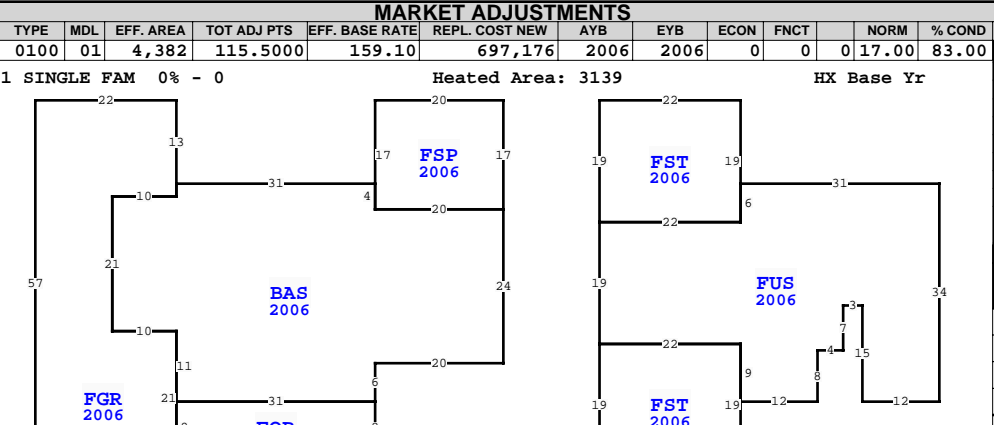 MARKET ADJUSTMENTS
TYPE MDL EFF. AREA TOT ADJ PTS EFF. BASE RATE REPL. COST NEW AYB EYB ECON FNCT NORM % COND
0100 01 4,382 115.5000 159.10 697,176 2006 2006 0 0 0 17.00 83.00
1 SINGLE FAM 0% - 0 Heated Area: 3139 HX Base Yr
22 20 22
13
17 FSP 17 19 FST 19
2006 2006
31 31
10 4 6
20
22
21
57 24 19 FUS 34
BAS 2006
2006
3
10 7
22
4 15
11 20
6 9 8
FGR 21 31 12 12
2006
19 FST 19
2006